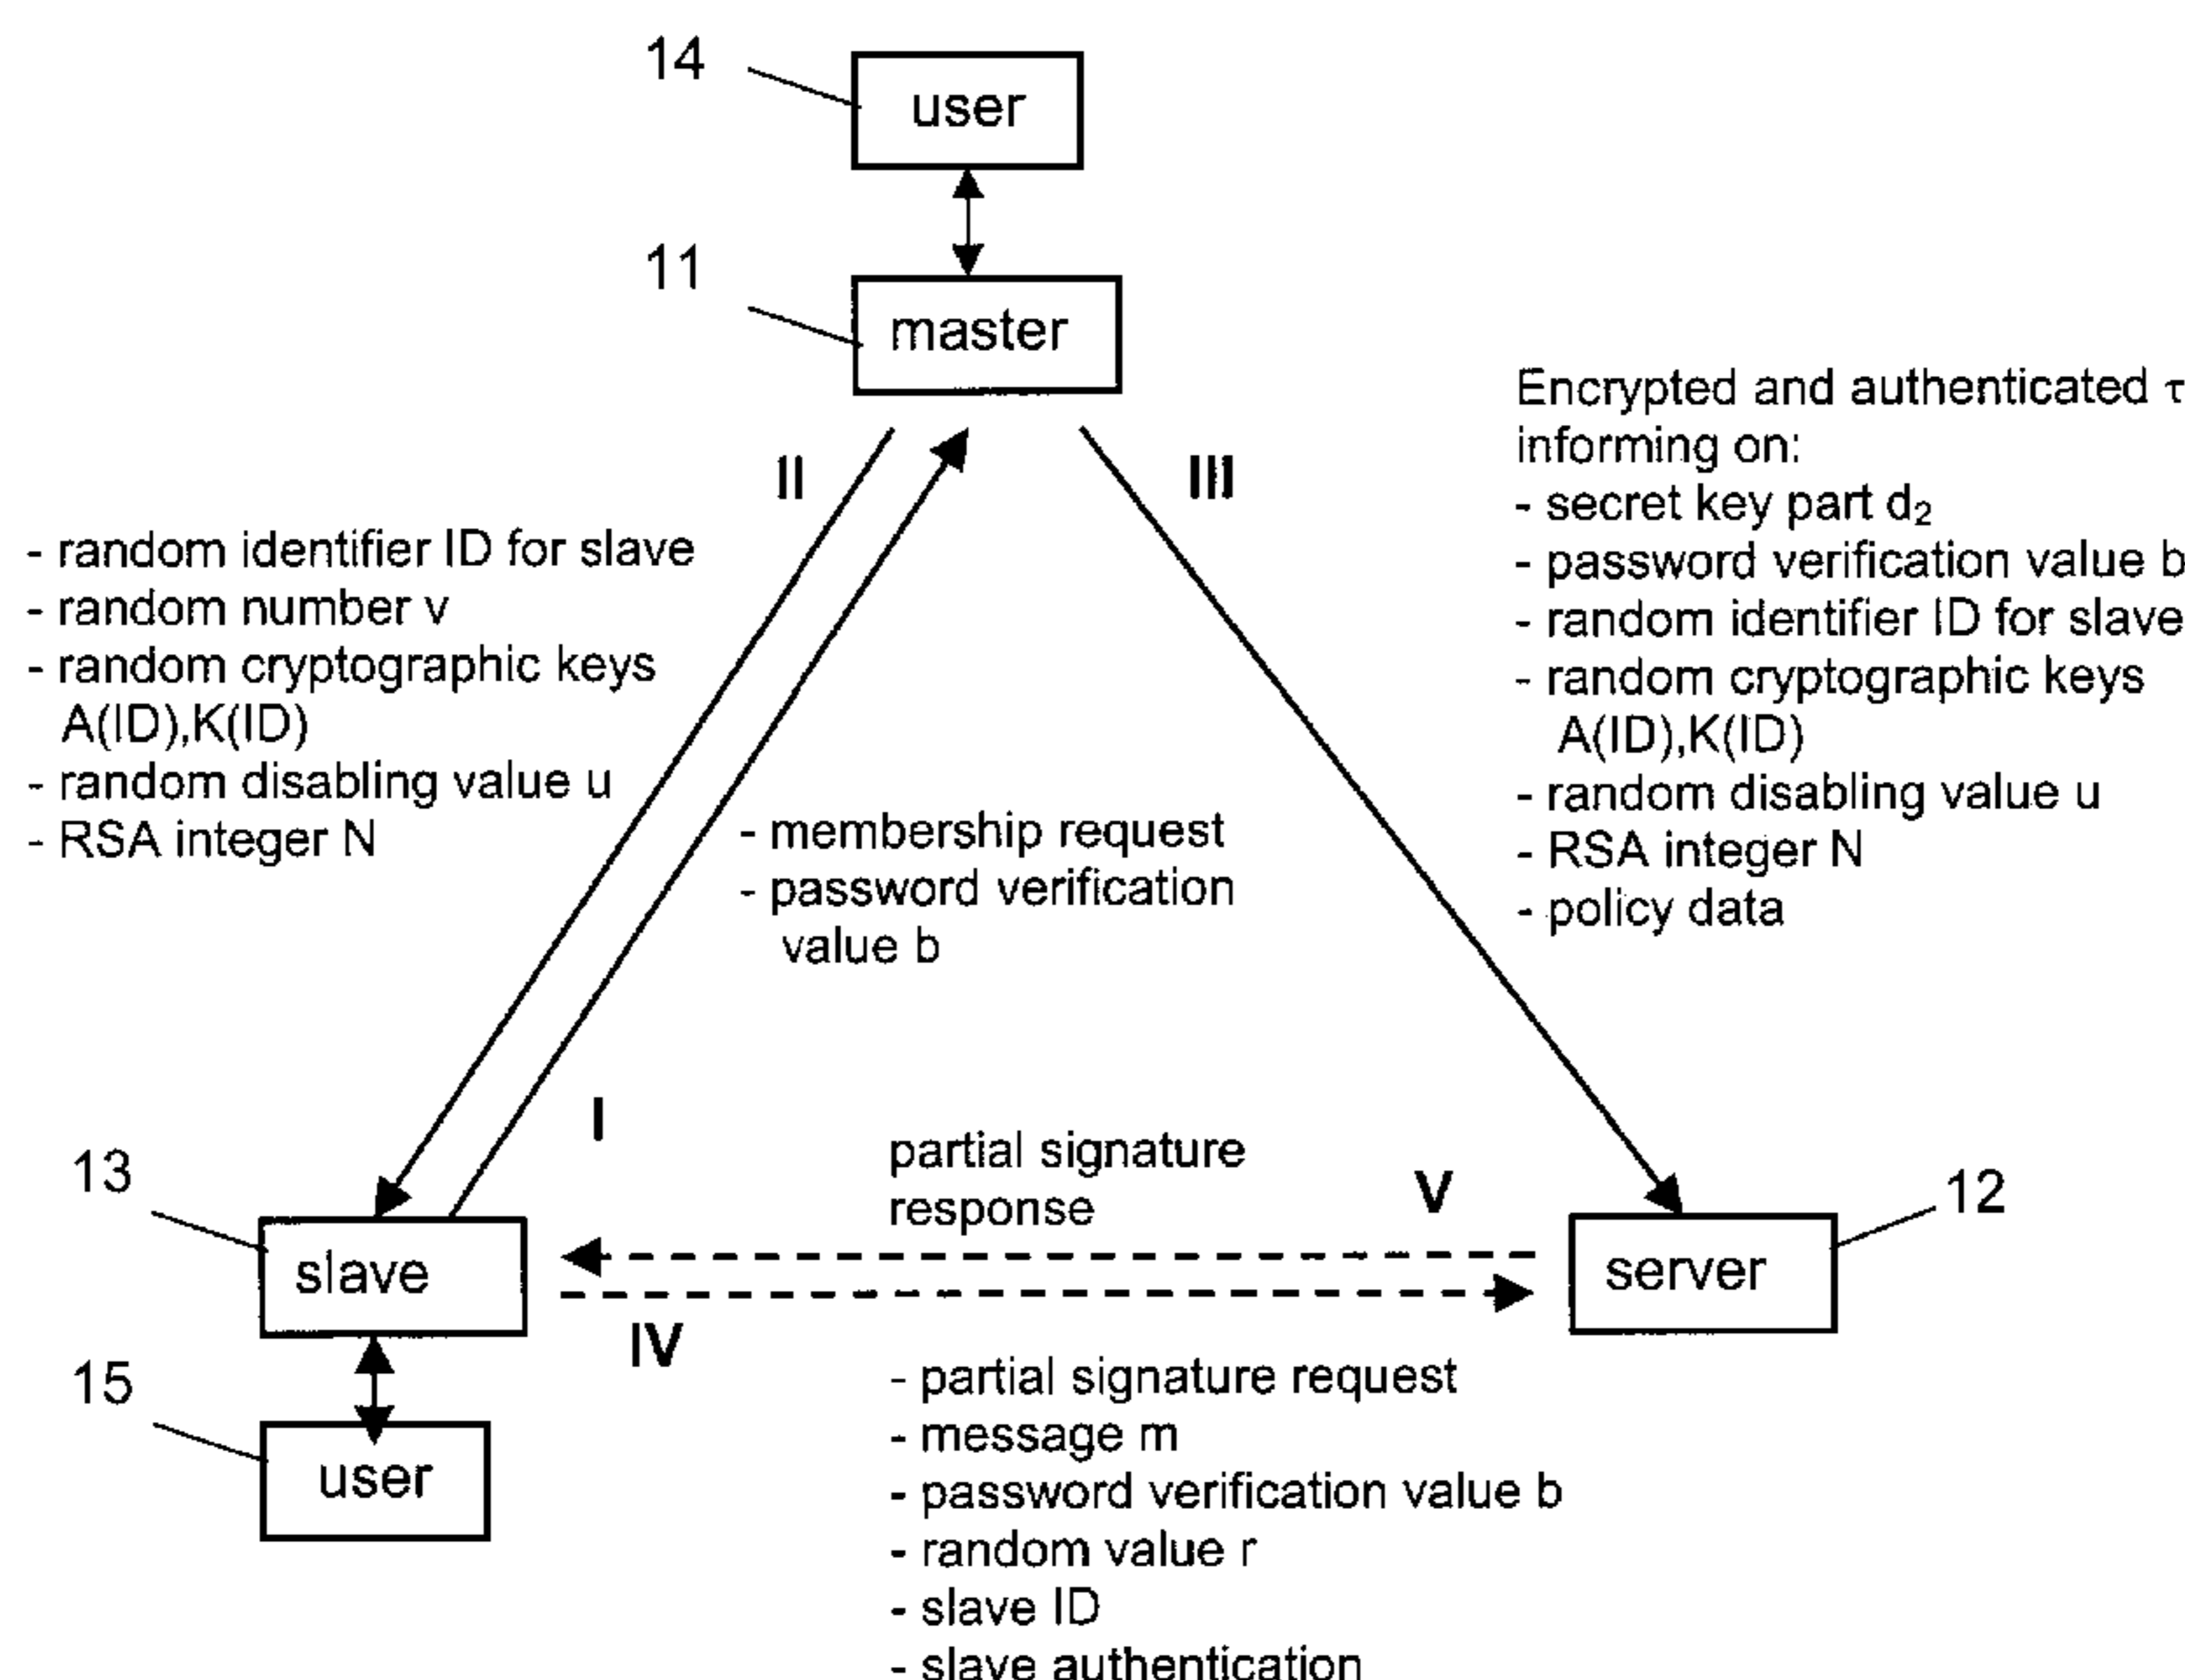 14
user
11
master
II
III
Encrypted and authenticated τ
informing on:
- secret key part d₂
- password verification value b
- random identifier ID for slave
- random cryptographic keys
A(ID),K(ID)
- random disabling value u
- RSA integer N
- policy data
- random identifier ID for slave
- random number v
- random cryptographic keys
A(ID),K(ID)
- random disabling value u
- RSA integer N
- membership request
- password verification
value b
I
13
slave
partial signature
response
V
12
server
IV
15
user
- partial signature request
- message m
- password verification value b
- random value r
- slave ID
- slave authentication